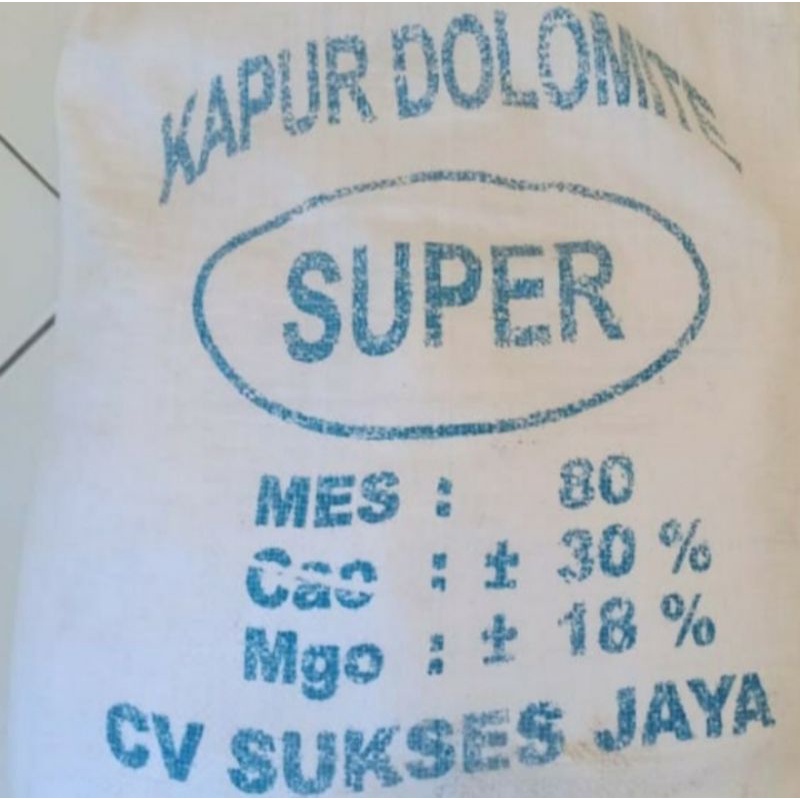 KAPUR DOLOMITE
SUPER
MES : 80
Cao : ± 30 %
Mgo : ± 18 %
CV SUKSES JAYA